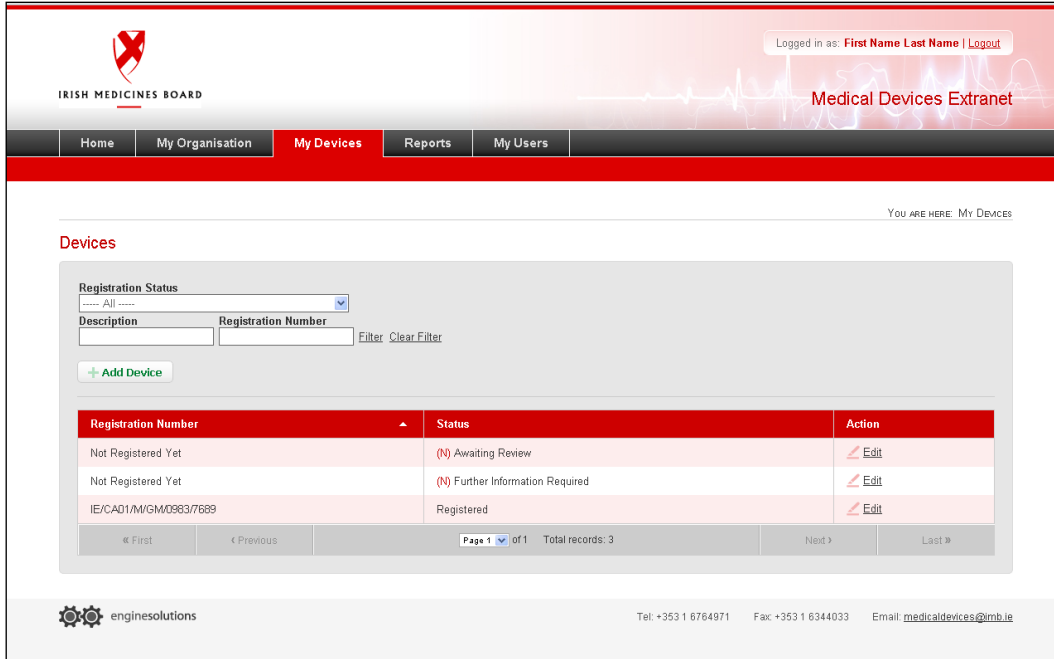 Logged in as: First Name Last Name | Logout
IRISH MEDICINES BOARD
Medical Devices Extranet
Home My Organisation My Devices Reports My Users
YOU ARE HERE: MY DEVICES
Devices
Registration Status
----- All -----
Description Registration Number
Filter Clear Filter
+ Add Device
Registration Number Status Action
Not Registered Yet (N) Awaiting Review Edit
Not Registered Yet (N) Further Information Required Edit
IE/CA01/M/GM/0983/7689 Registered Edit
« First ‹ Previous Page 1 of 1 Total records: 3 Next › Last »
enginesolutions Tel: +353 1 6764971 Fax: +353 1 6344033 Email: medicaldevices@imb.ie